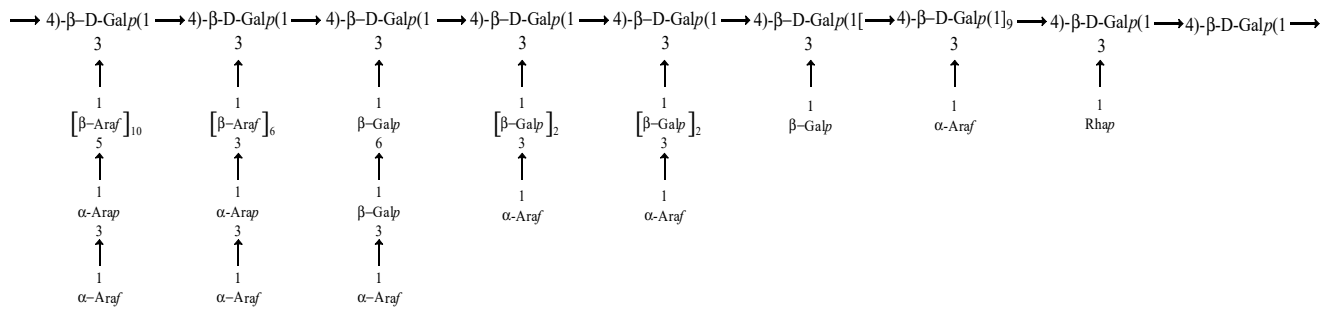 4)-β–D-Galp(1 4)-β-D-Galp(1 4)-β–D-Galp(1 4)-β–D-Galp(1 4)-β-D-Galp(1 4)-β-D-Galp(1[ 4)-β–D-Galp(1]9 4)-β-D-Galp(1 4)-β-D-Galp(1
3 3 3 3 3 3 3 3
1 1 1 1 1 1 1 1
[β–Araf]10 [β–Araf]6 β–Galp [β–Galp]2 [β–Galp]2 β–Galp α-Araf Rhap
5 3 6 3 3
1 1 1 1 1
α-Arap α-Arap β–Galp α-Araf α-Araf
3 3 3
1 1 1
α–Araf α–Araf α–Araf